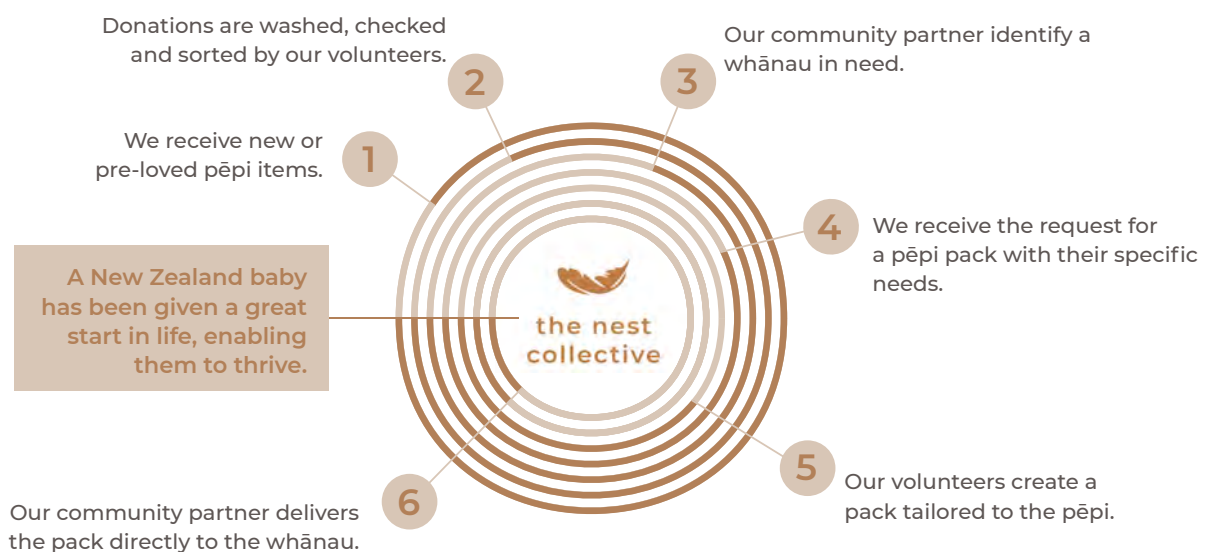 1
We receive new or
pre-loved pēpi items.
2
Donations are washed, checked
and sorted by our volunteers.
3
Our community partner identify a
whānau in need.
4
We receive the request for
a pēpi pack with their specific
needs.
5
Our volunteers create a
pack tailored to the pēpi.
6
Our community partner delivers
the pack directly to the whānau.
A New Zealand baby
has been given a great
start in life, enabling
them to thrive.
the nest
collective